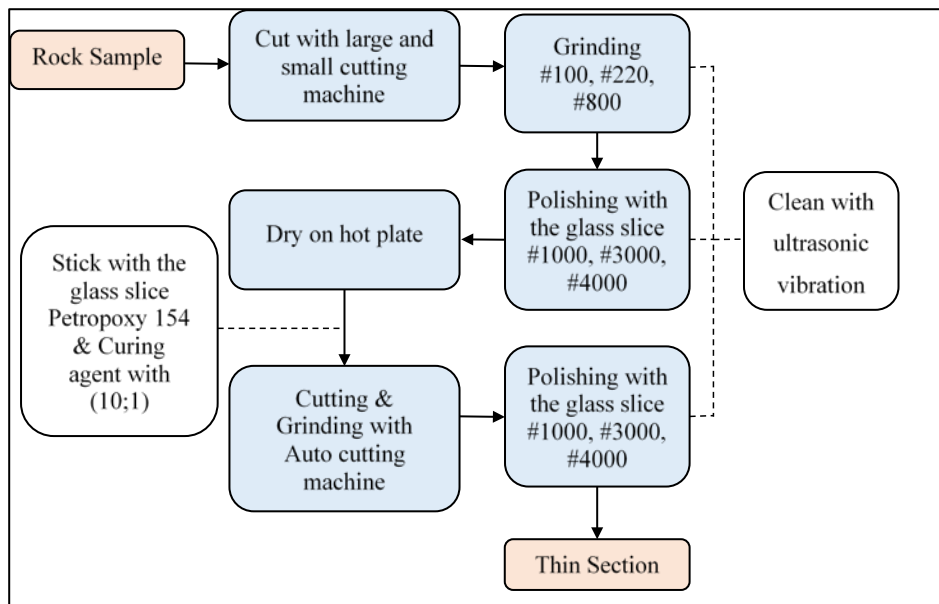 Rock Sample
Cut with large and
small cutting
machine
Grinding
#100, #220,
#800
Polishing with
the glass slice
#1000, #3000,
#4000
Clean with
ultrasonic
vibration
Dry on hot plate
Stick with the
glass slice
Petropoxy 154
& Curing
agent with
(10;1)
Cutting &
Grinding with
Auto cutting
machine
Polishing with
the glass slice
#1000, #3000,
#4000
Thin Section